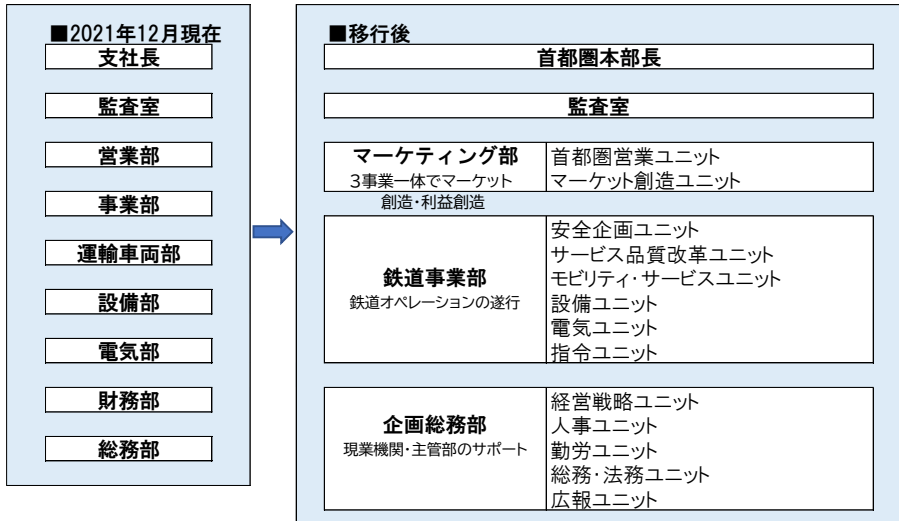 ■2021年12月現在
支社長
監査室
営業部
事業部
運輸車両部
設備部
電気部
財務部
総務部
■移行後
首都圏本部長
監査室
マーケティング部
3事業一体でマーケット
創造・利益創造
首都圏営業ユニット
マーケット創造ユニット
鉄道事業部
鉄道オペレーションの遂行
安全企画ユニット
サービス品質改革ユニット
モビリティ・サービスユニット
設備ユニット
電気ユニット
指令ユニット
企画総務部
現業機関・主管部のサポート
経営戦略ユニット
人事ユニット
勤労ユニット
総務・法務ユニット
広報ユニット